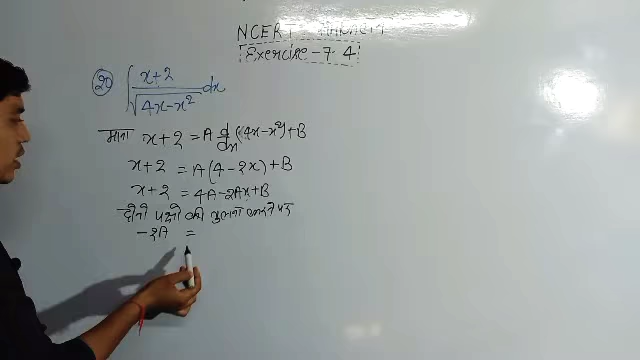 NCERT
Exercise-7.4
20 ∫ x+2 / √4x-x² dx
माना x+2 = A d/dx (4x-x²)+B
x+2 = A(4-2x)+B
x+2 = 4A-2Ax+B
दोनो पक्षो की तुलना करने पर
-2A =